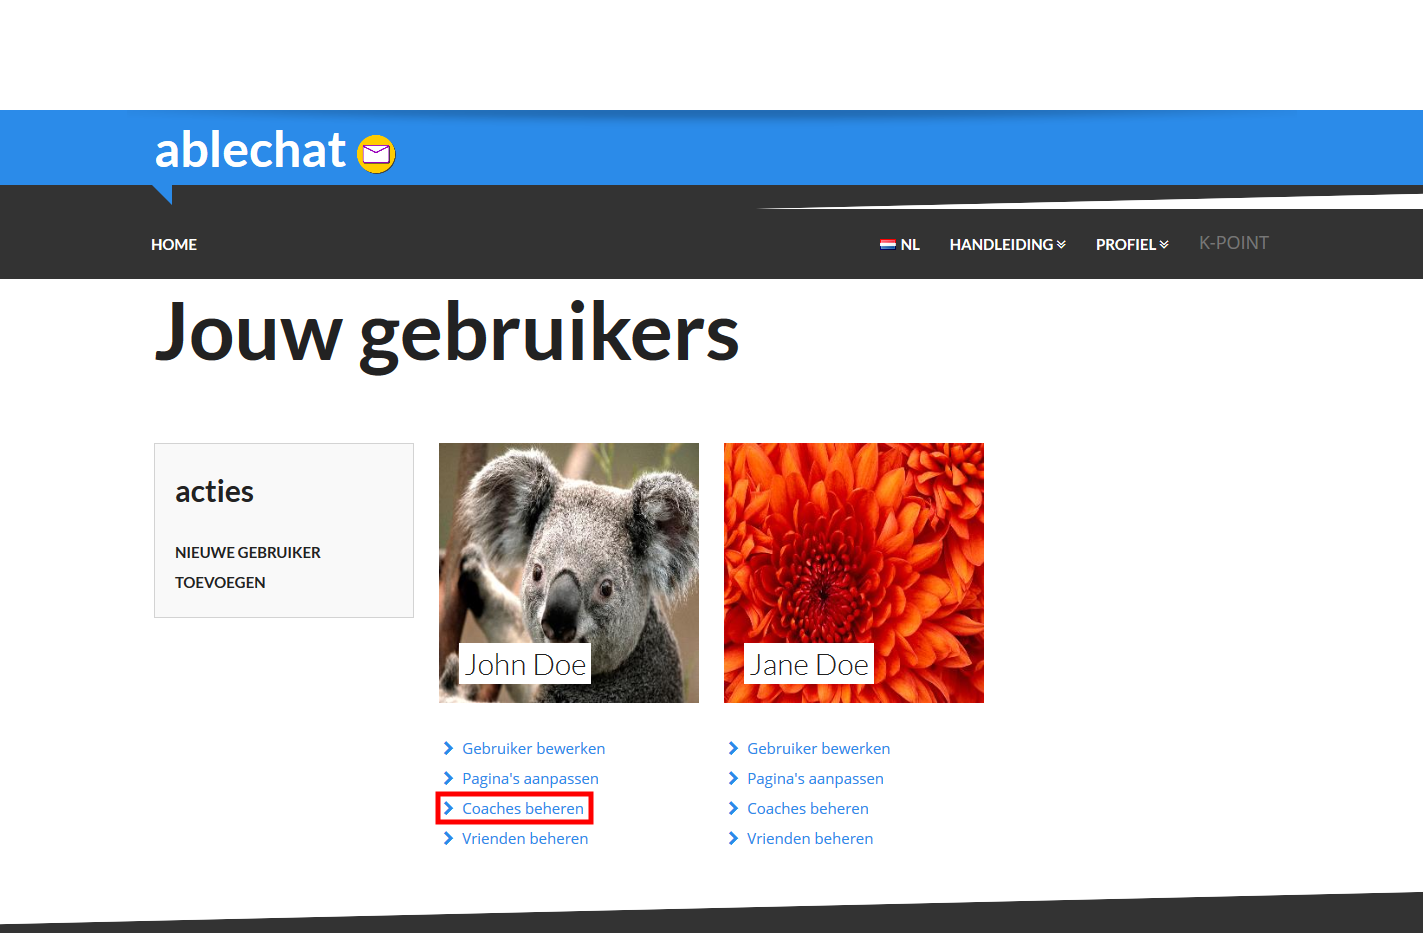 ablechat
HOME
NL
HANDLEIDING
PROFIEL
K-POINT
Jouw gebruikers
acties
NIEUWE GEBRUIKER
TOEVOEGEN
John Doe
Gebruiker bewerken
Pagina's aanpassen
Coaches beheren
Vrienden beheren
Jane Doe
Gebruiker bewerken
Pagina's aanpassen
Coaches beheren
Vrienden beheren